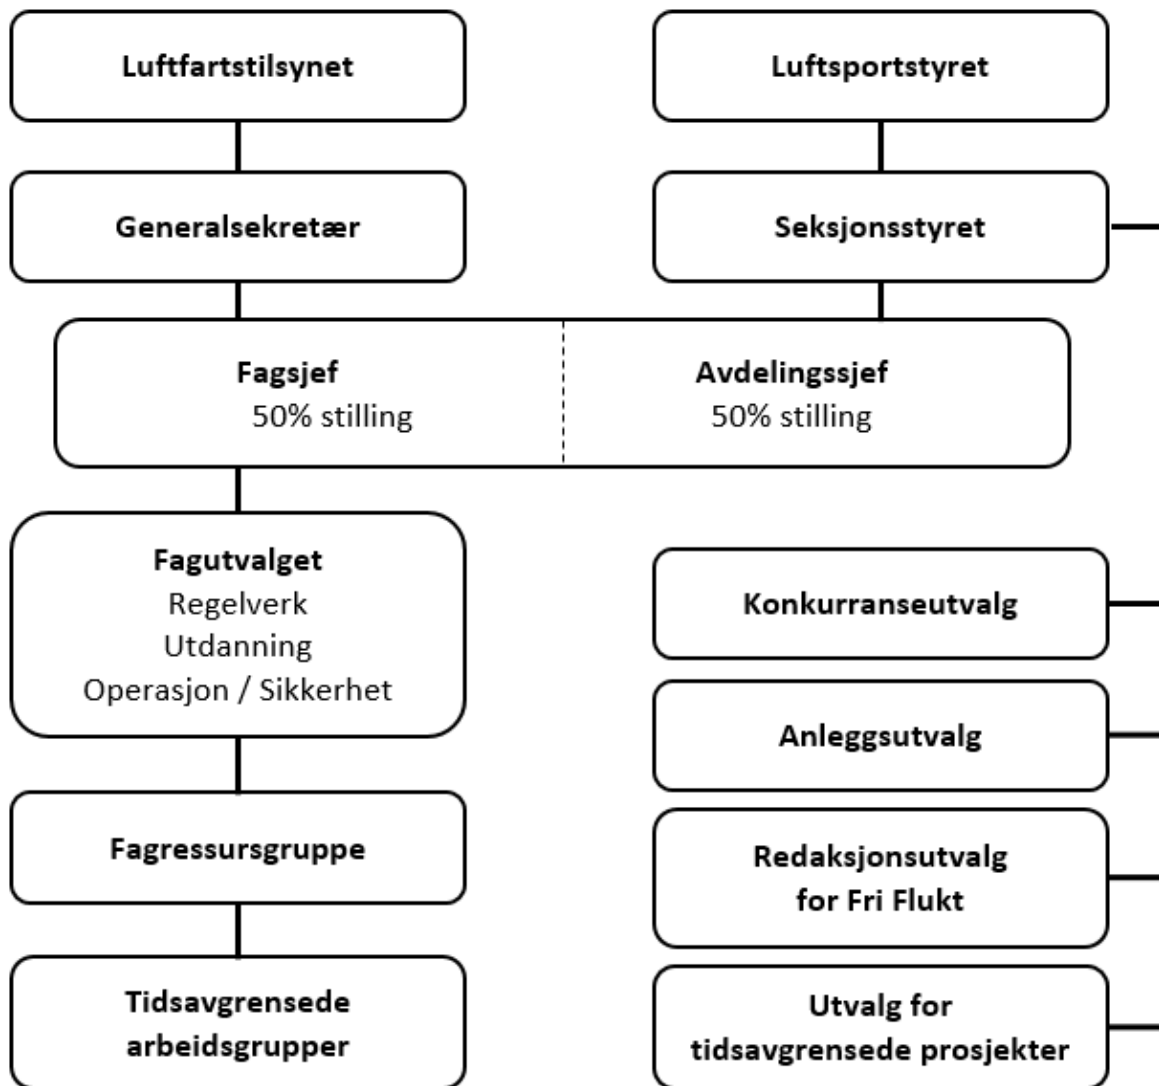 Luftfartstilsynet
Luftsportstyret
Generalsekretær
Seksjonsstyret
Fagsjef
50% stilling
Avdelingssjef
50% stilling
Fagutvalget
Regelverk
Utdanning
Operasjon / Sikkerhet
Konkurranseutvalg
Anleggsutvalg
Fagressursgruppe
Redaksjonsutvalg
for Fri Flukt
Tidsavgrensede
arbeidsgrupper
Utvalg for
tidsavgrensede prosjekter